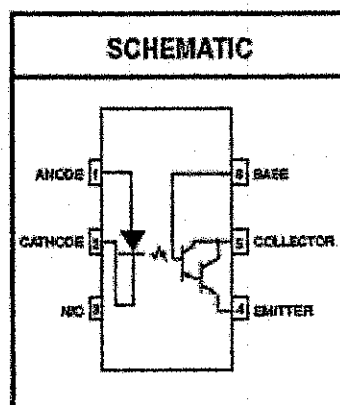 SCHEMATIC
ANODE 1
6 BASE
CATHODE 2
5 COLLECTOR
N/C 3
4 EMITTER